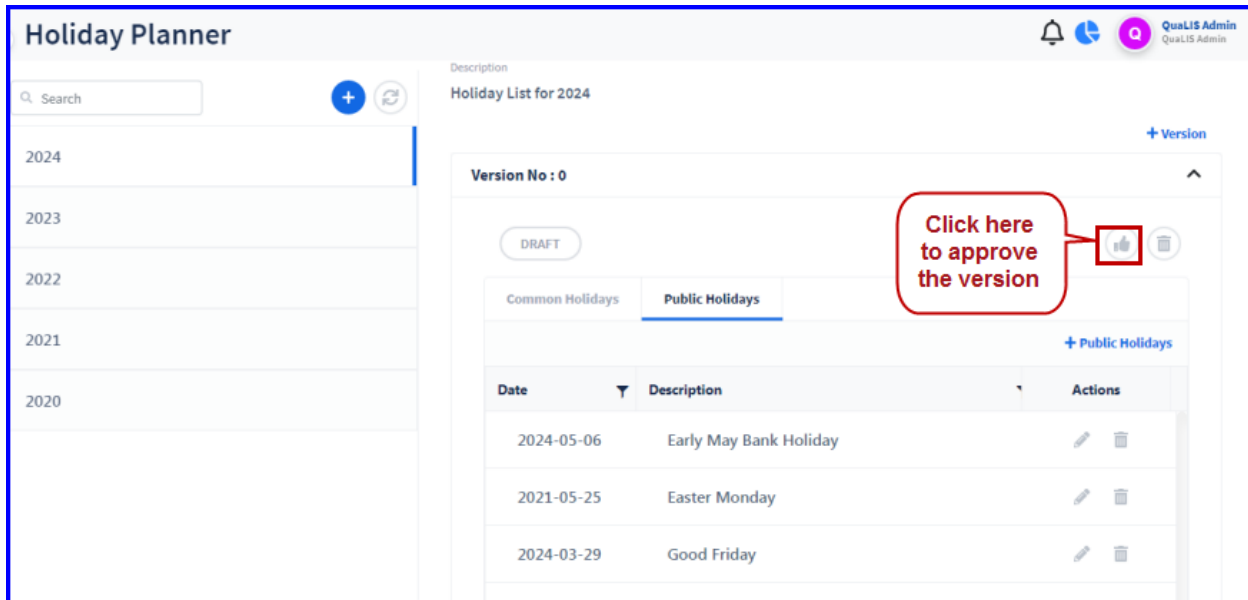 Holiday Planner
Q
QuaLIS Admin
QuaLIS Admin
Search
Description
Holiday List for 2024
+ Version
2024
2023
2022
2021
2020
Version No : 0
DRAFT
Click here
to approve
the version
Common Holidays
Public Holidays
+ Public Holidays
Date
Description
Actions
2024-05-06
Early May Bank Holiday
2021-05-25
Easter Monday
2024-03-29
Good Friday